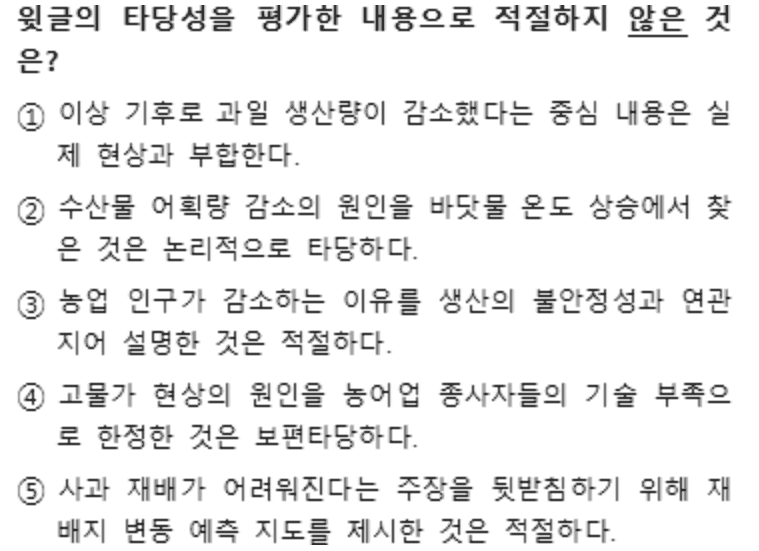 윗글의 타당성을 평가한 내용으로 적절하지 않은 것
은?
① 이상 기후로 과일 생산량이 감소했다는 중심 내용은 실
제 현상과 부합한다.
② 수산물 어획량 감소의 원인을 바닷물 온도 상승에서 찾
은 것은 논리적으로 타당하다.
③ 농업 인구가 감소하는 이유를 생산의 불안정성과 연관
지어 설명한 것은 적절하다.
④ 고물가 현상의 원인을 농어업 종사자들의 기술 부족으
로 한정한 것은 보편타당하다.
⑤ 사과 재배가 어려워진다는 주장을 뒷받침하기 위해 재
배지 변동 예측 지도를 제시한 것은 적절하다.